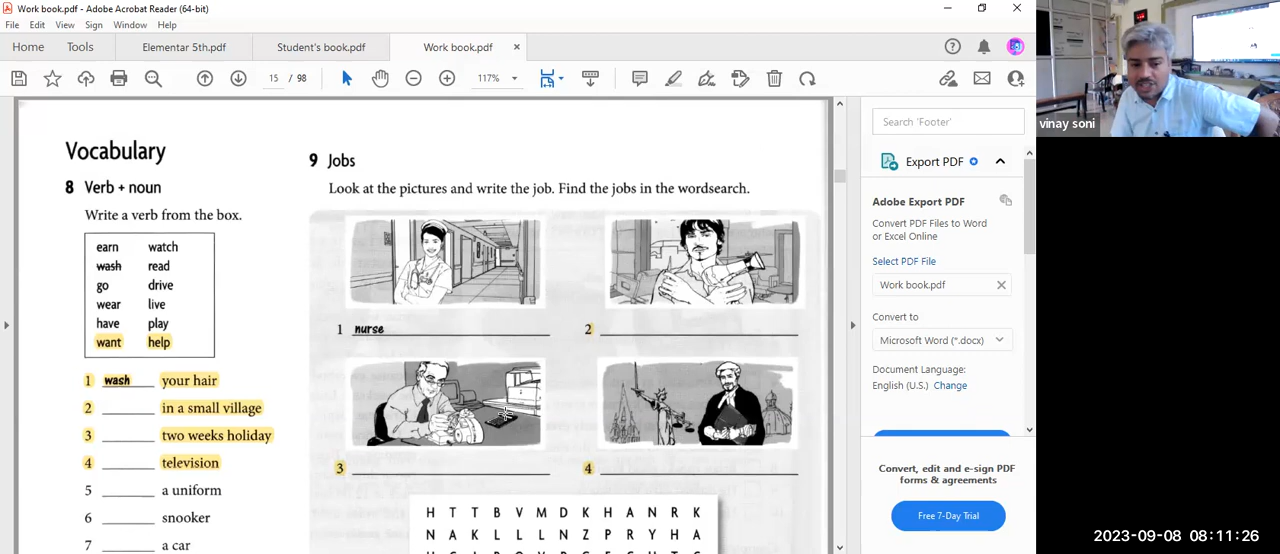 Work book.pdf - Adobe Acrobat Reader (64-bit)
File Edit View Sign Window Help
Home Tools Elementar 5th.pdf Student's book.pdf Work book.pdf ×
15 / 98 117%
Vocabulary
8 Verb + noun
Write a verb from the box.
earn watch
wash read
go drive
wear live
have play
want help
1 wash your hair
2 in a small village
3 two weeks holiday
4 television
5 a uniform
6 snooker
7 a car
9 Jobs
Look at the pictures and write the job. Find the jobs in the wordsearch.
1 nurse
2
3
4
H T T B V M D K H A N R K
N A K L L L N Z P R Y H A
Search 'Footer'
Export PDF
Adobe Export PDF
Convert PDF Files to Word
or Excel Online
Select PDF File
Work book.pdf
Convert to
Microsoft Word (*.docx)
Document Language:
English (U.S.) Change
Convert, edit and e-sign PDF
forms & agreements
Free 7-Day Trial
vinay soni
2023-09-08 08:11:26